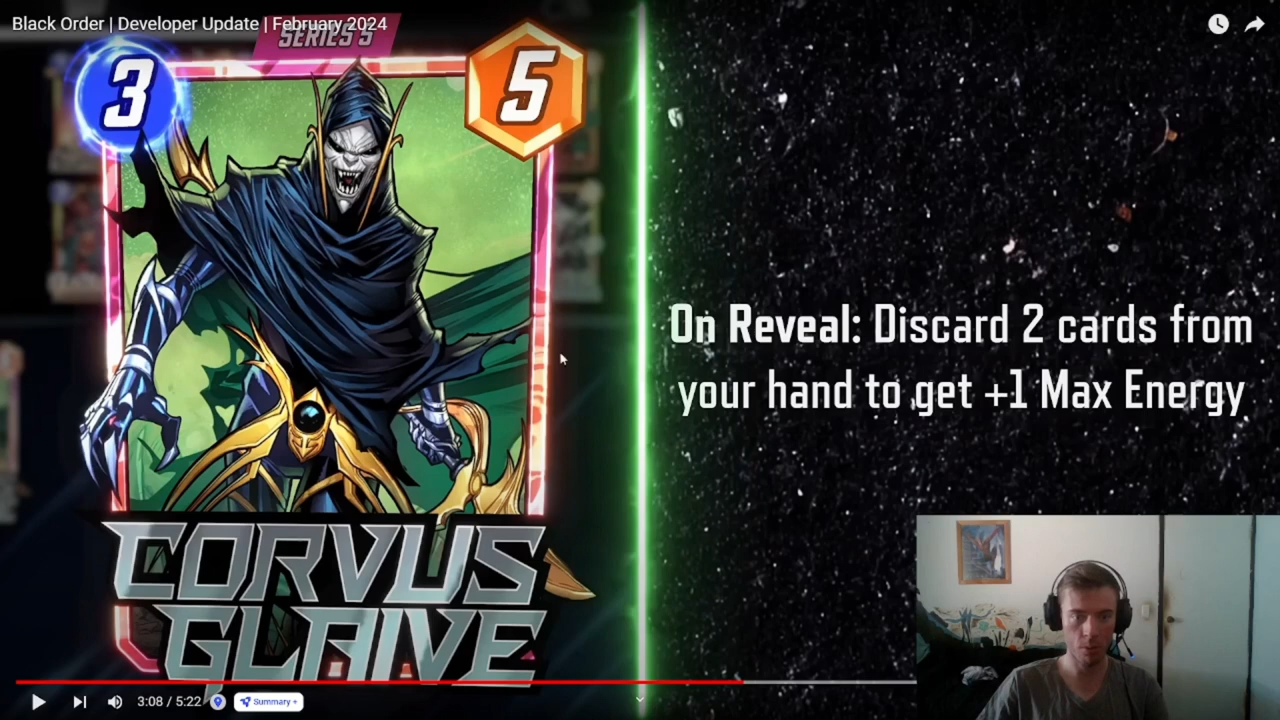 Black Order | Developer Update | February 2024
SERIES 5
3
5
On Reveal: Discard 2 cards from
your hand to get +1 Max Energy
CORVUS
GLAIVE
3:08 / 5:22
Summary +